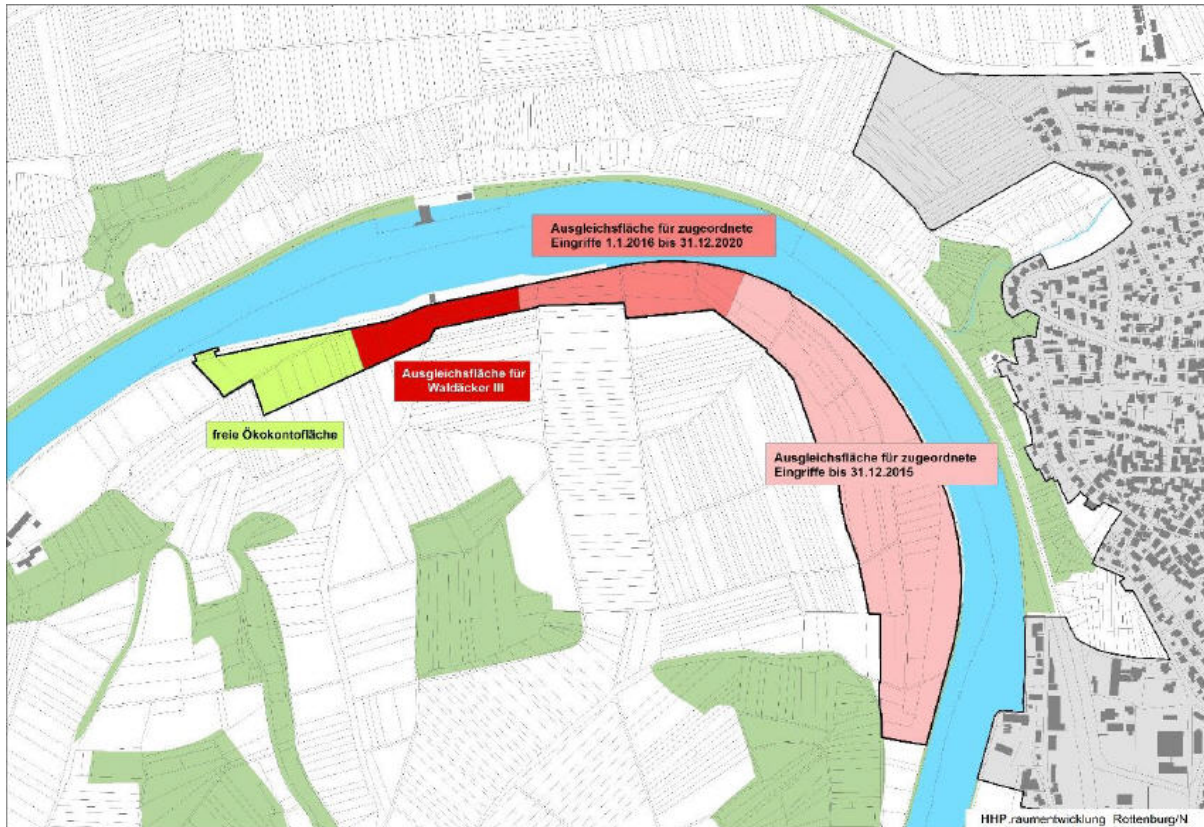 Ausgleichsfläche für zugeordnete
Eingriffe 1.1.2016 bis 31.12.2020
Ausgleichsfläche für
Waldäcker III
freie Ökokontofläche
Ausgleichsfläche für zugeordnete
Eingriffe bis 31.12.2015
HHP.raumentwicklung Rottenburg/N